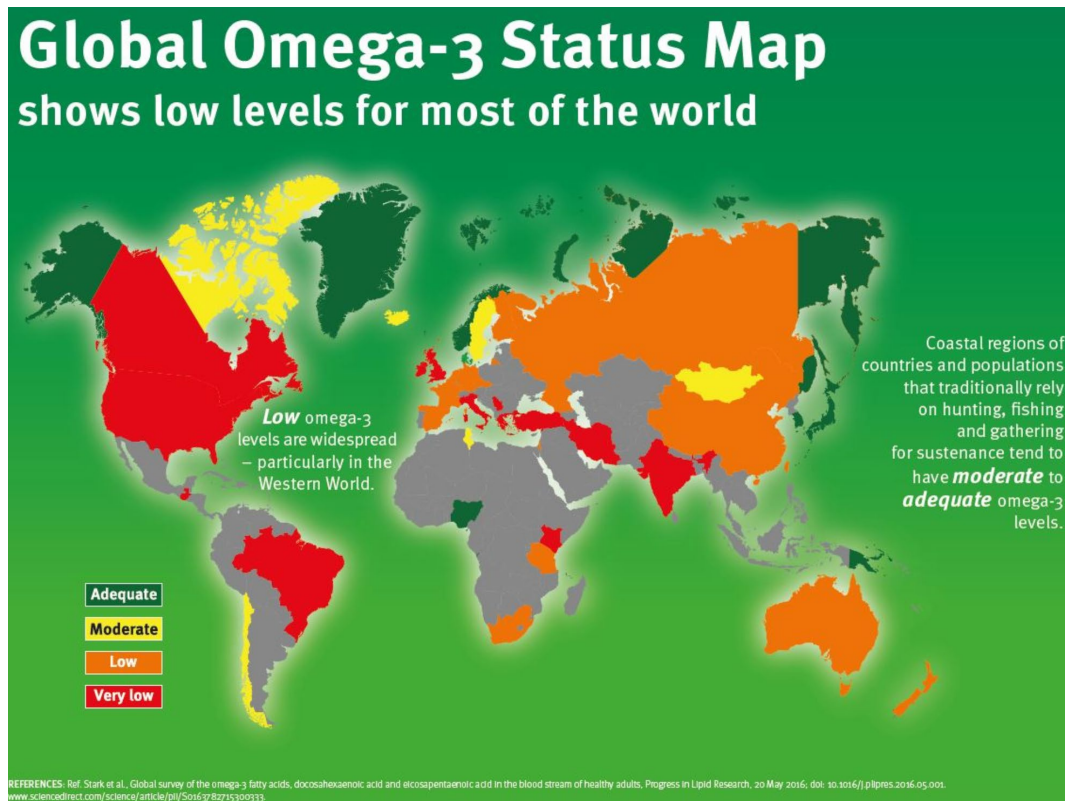 Global Omega-3 Status Map
shows low levels for most of the world
Coastal regions of
countries and populations
that traditionally rely
on hunting, fishing
and gathering
for sustenance tend to
have moderate to
adequate omega-3
levels.
Low omega-3
levels are widespread
– particularly in the
Western World.
Adequate
Moderate
Low
Very low
REFERENCES: Ref. Stark et al., Global survey of the omega-3 fatty acids, docosahexaenoic acid and eicosapentaenoic acid in the blood stream of healthy adults, Progress in Lipid Research, 20 May 2016; doi: 10.1016/j.plipres.2016.05.001.
www.sciencedirect.com/science/article/pii/S0163782715300333.